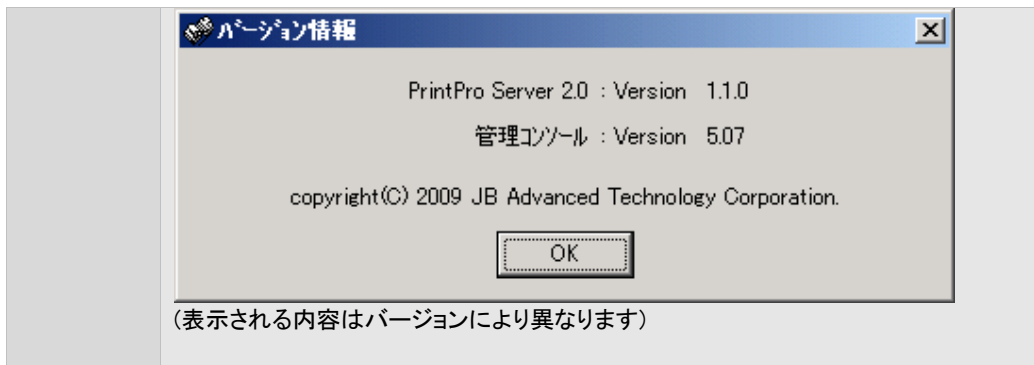 バージョン情報
PrintPro Server 2.0 : Version 1.1.0
管理コンソール : Version 5.07
copyright(C) 2009 JB Advanced Technology Corporation.
OK
(表示される内容はバージョンにより異なります)